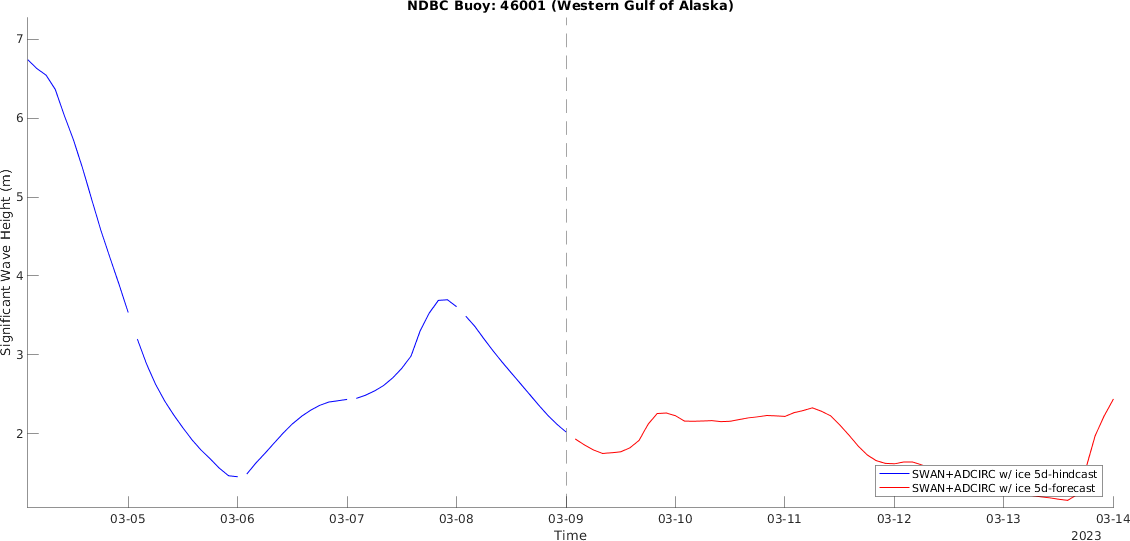 NDBC Buoy: 46001 (Western Gulf of Alaska)
7
6
5
4
3
2
Significant Wave Height (m)
SWAN+ADCIRC w/ ice 5d-hindcast
SWAN+ADCIRC w/ ice 5d-forecast
03-05 03-06 03-07 03-08 03-09 03-10 03-11 03-12 03-13 03-14
Time
2023